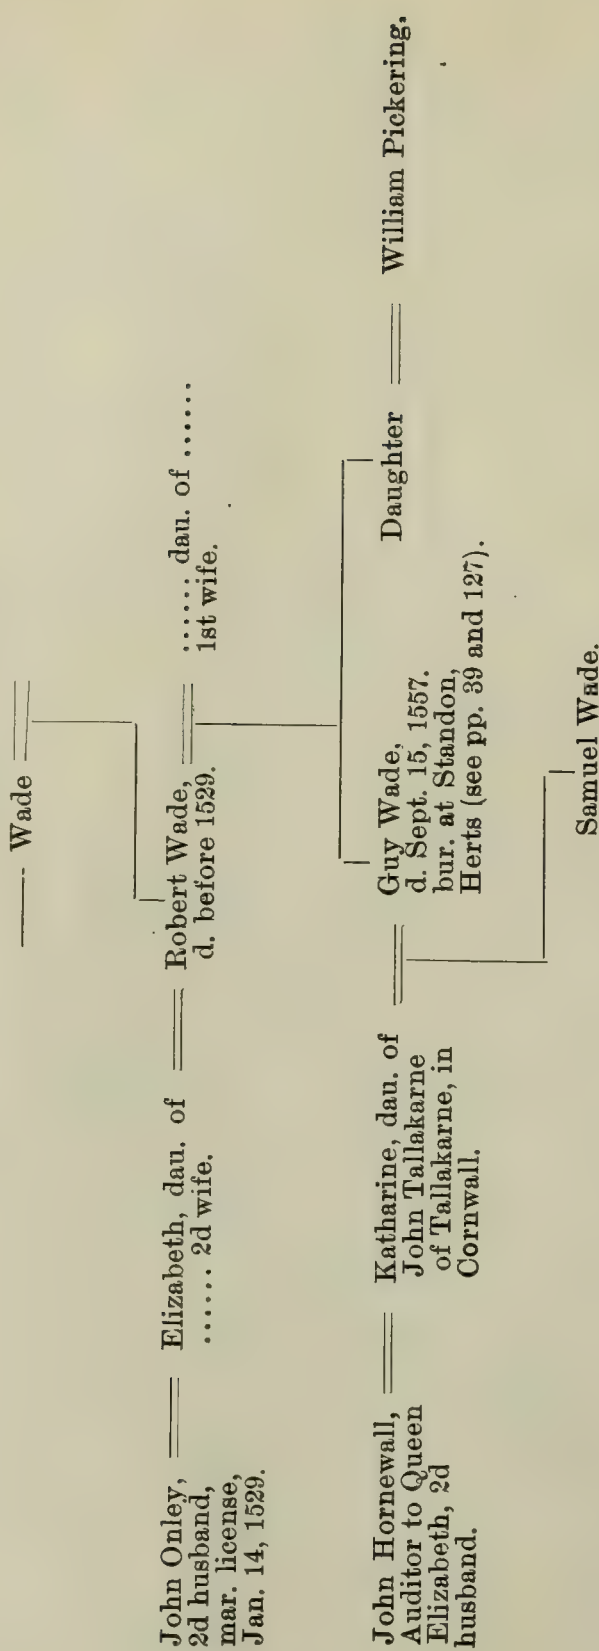 —— Wade
John Onley,
2d husband,
mar. license,
Jan. 14, 1529.
Elizabeth, dau. of
...... 2d wife.
Robert Wade,
d. before 1529.
...... dau. of ......
1st wife.
John Hornewall,
Auditor to Queen
Elizabeth, 2d
husband.
Katharine, dau. of
John Tallakarne
of Tallakarne, in
Cornwall.
Guy Wade,
d. Sept. 15, 1557.
bur. at Standon,
Herts (see pp. 39 and 127).
Daughter
William Pickering.
Samuel Wade.